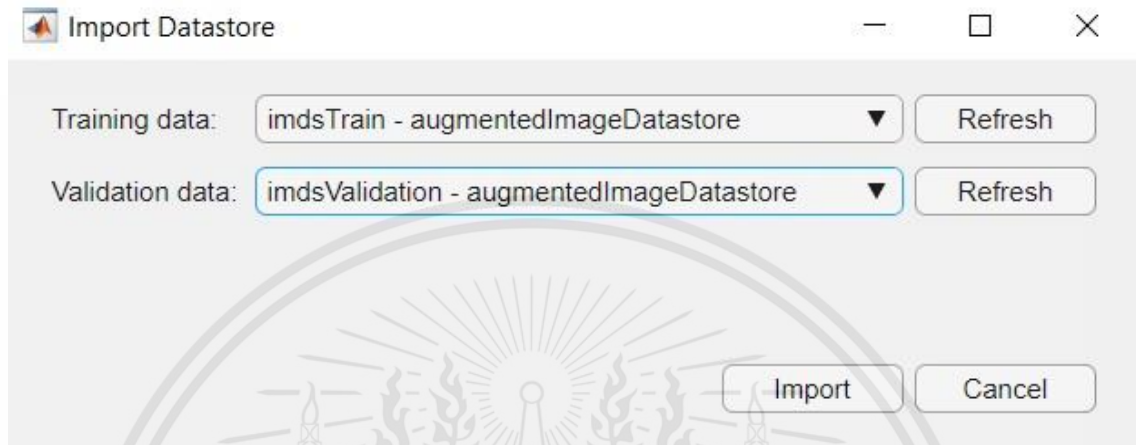 Import Datastore
Training data: imdsTrain - augmentedImageDatastore ▼ Refresh
Validation data: imdsValidation - augmentedImageDatastore ▼ Refresh
Import Cancel